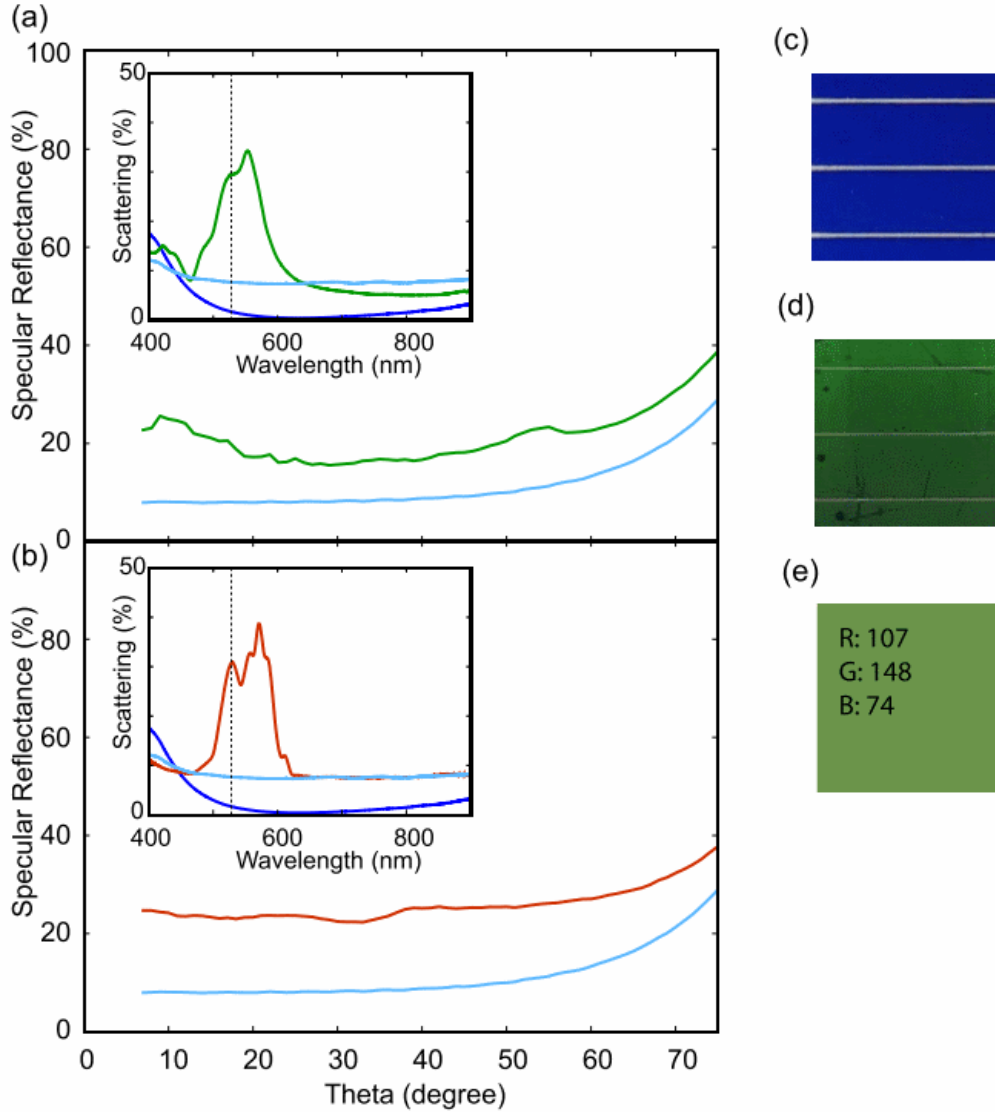 (a)
100
80
60
40
20
0
Specular Reflectance (%)
50
0
Scattering (%)
400
600
800
Wavelength (nm)
(b)
80
60
40
20
0
Specular Reflectance (%)
50
0
Scattering (%)
400
600
800
Wavelength (nm)
0 10 20 30 40 50 60 70
Theta (degree)
(c)
(d)
(e)
R: 107
G: 148
B: 74